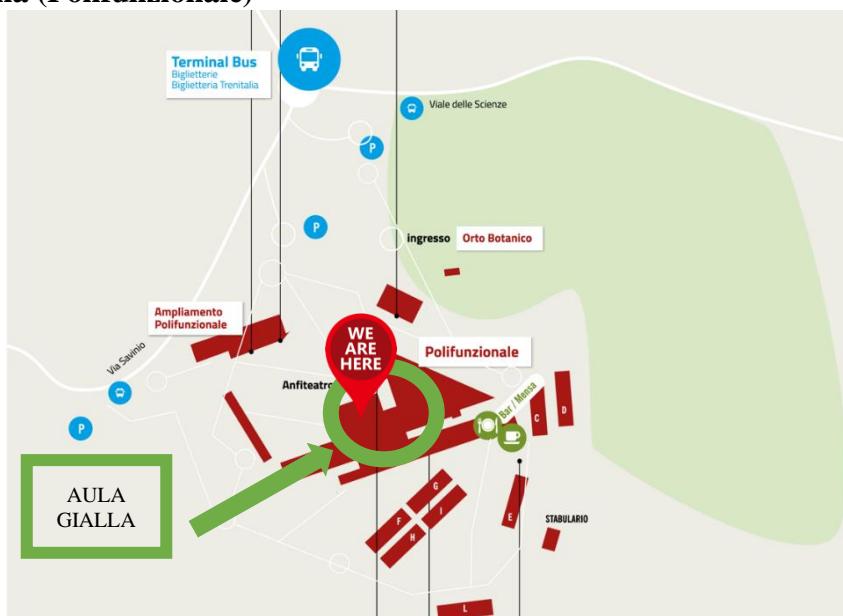 (Polifunzionale)
Terminal Bus
Biglietterie
Biglietteria Trenitalia
Viale delle Scienze
P
P
ingresso Orto Botanico
Ampliamento
Polifunzionale
WE
ARE
HERE
Polifunzionale
Via Savinio
Anfiteatro
Bar / Mensa
C
D
P
AULA
GIALLA
G
F
I
H
E
STABULARIO
L